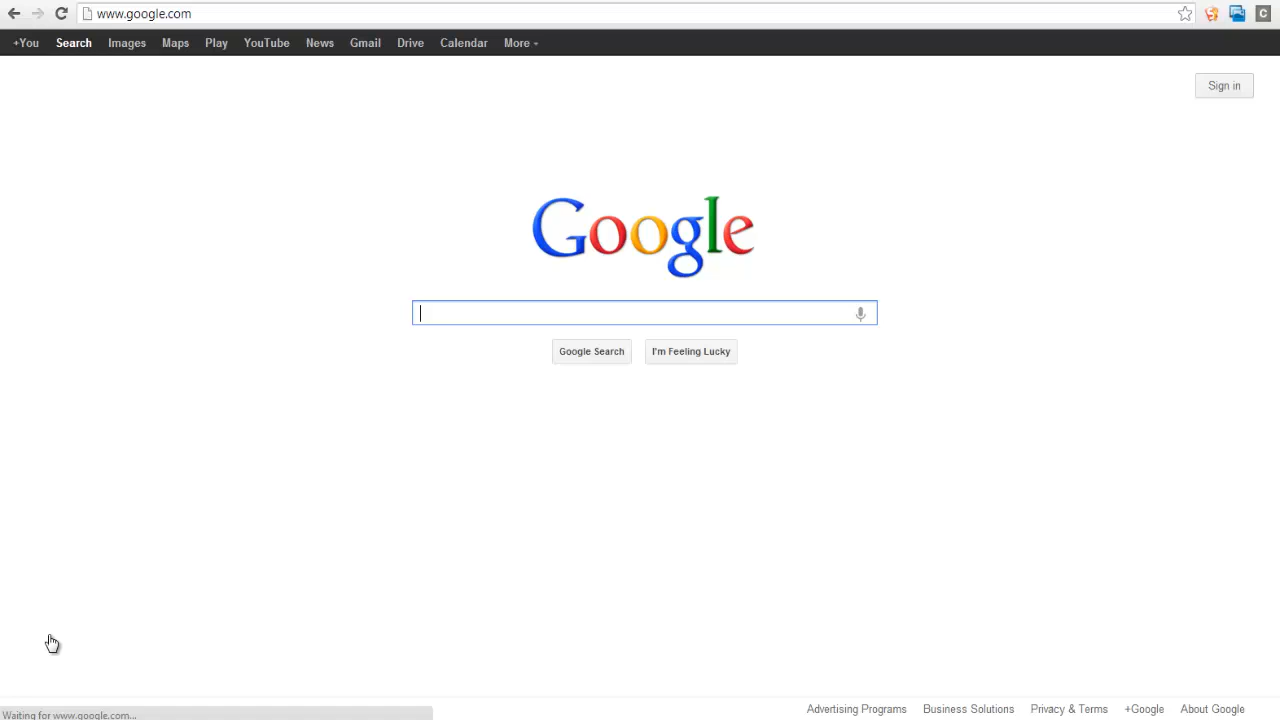 www.google.com
C
+You Search Images Maps Play YouTube News Gmail Drive Calendar More
Sign in
Google
Google Search I'm Feeling Lucky
Waiting for www.google.com...
Advertising Programs Business Solutions Privacy & Terms +Google About Google